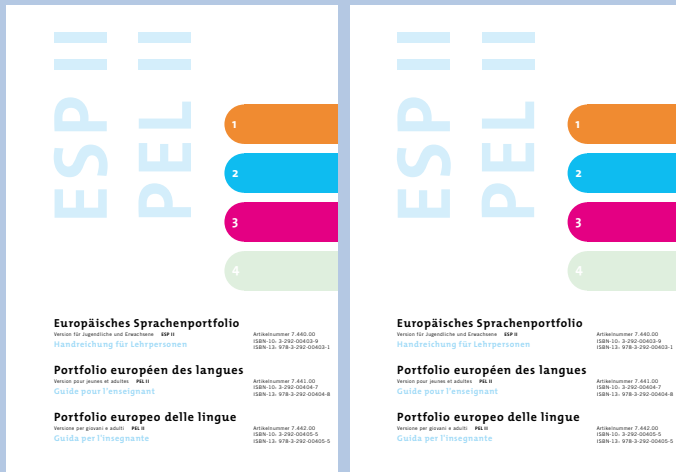 ESP II
PEL II
1
2
3
4
Europäisches Sprachenportfolio
Version für Jugendliche und Erwachsene ESP II
Handreichung für Lehrpersonen
Artikelnummer 7.440.00
ISBN-10: 3-292-00403-9
ISBN-13: 978-3-292-00403-1
Portfolio européen des langues
Version pour jeunes et adultes PEL II
Guide pour l'enseignant
Artikelnummer 7.441.00
ISBN-10: 3-292-00404-7
ISBN-13: 978-3-292 00404-8
Portfolio europeo delle lingue
Versione per giovani e adulti PEL II
Guida per l'insegnante
Artikelnummer 7.442.00
ISBN-10: 3-292-00405-5
ISBN-13: 978-3-292-00405-5
ESP II
PEL II
1
2
3
4
Europäisches Sprachenportfolio
Version für Jugendliche und Erwachsene ESP II
Handreichung für Lehrpersonen
Artikelnummer 7.440.00
ISBN-10: 3-292-00403-9
ISBN-13: 978-3-292-00403-1
Portfolio européen des langues
Version pour jeunes et adultes PEL II
Guide pour l'enseignant
Artikelnummer 7.441.00
ISBN-10: 3-292-00404-7
ISBN-13: 978-3-292 00404-8
Portfolio europeo delle lingue
Versione per giovani e adulti PEL II
Guida per l'insegnante
Artikelnummer 7.442.00
ISBN-10: 3-292-00405-5
ISBN-13: 978-3-292-00405-5